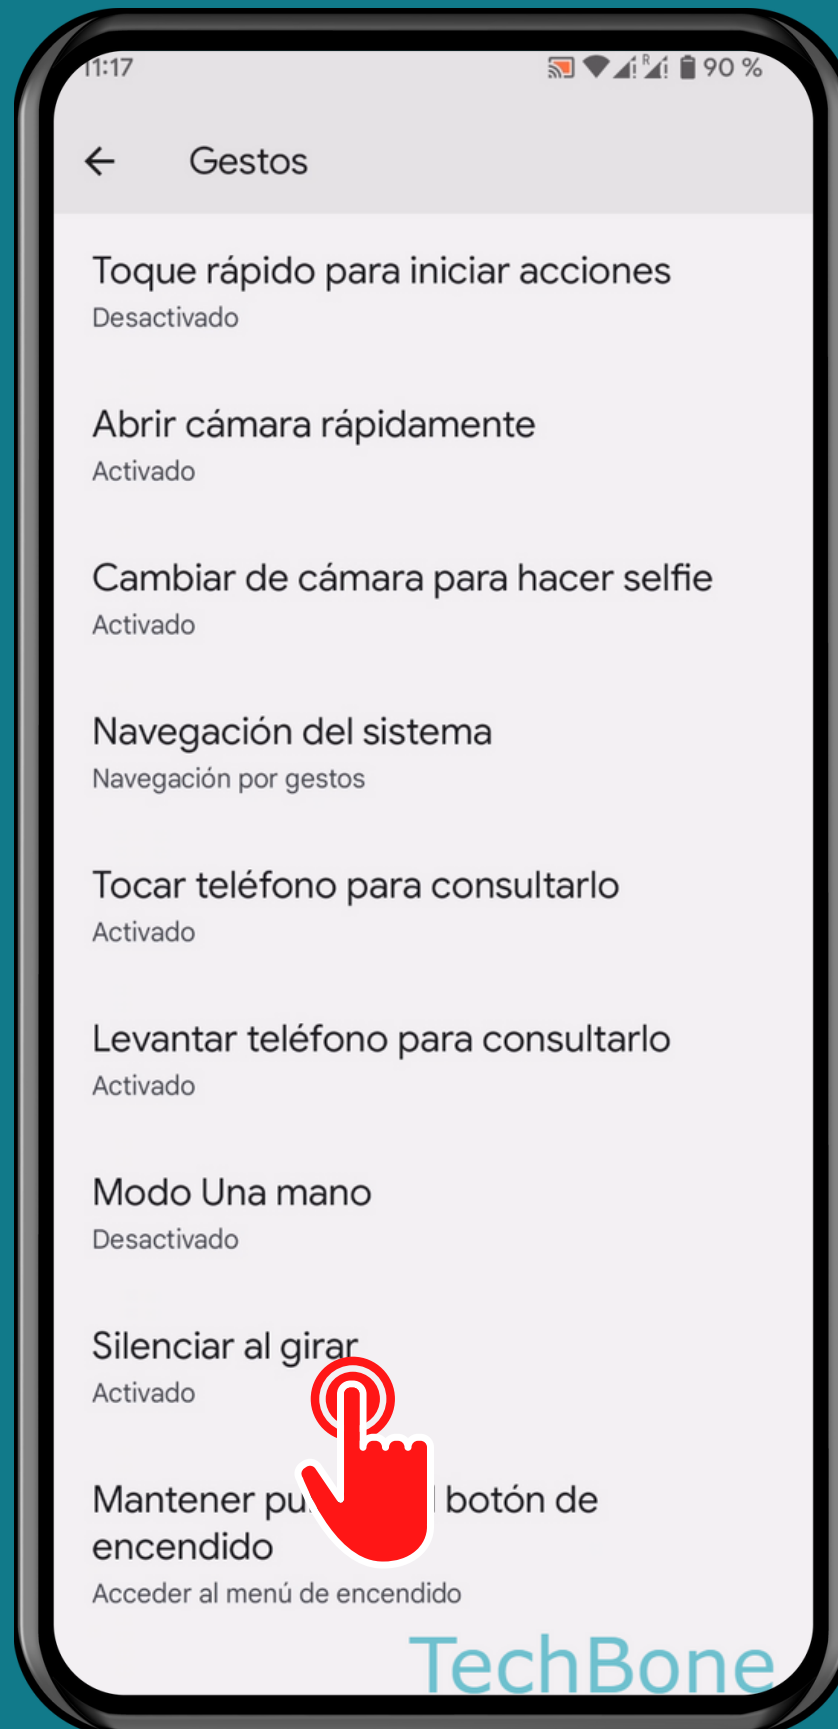 11:17
R
90 %
Gestos
Toque rápido para iniciar acciones
Desactivado
Abrir cámara rápidamente
Activado
Cambiar de cámara para hacer selfie
Activado
Navegación del sistema
Navegación por gestos
Tocar teléfono para consultarlo
Activado
Levantar teléfono para consultarlo
Activado
Modo Una mano
Desactivado
Silenciar al girar
Activado
Mantener botón de
encendido
Acceder al menú de encendido
TechBone